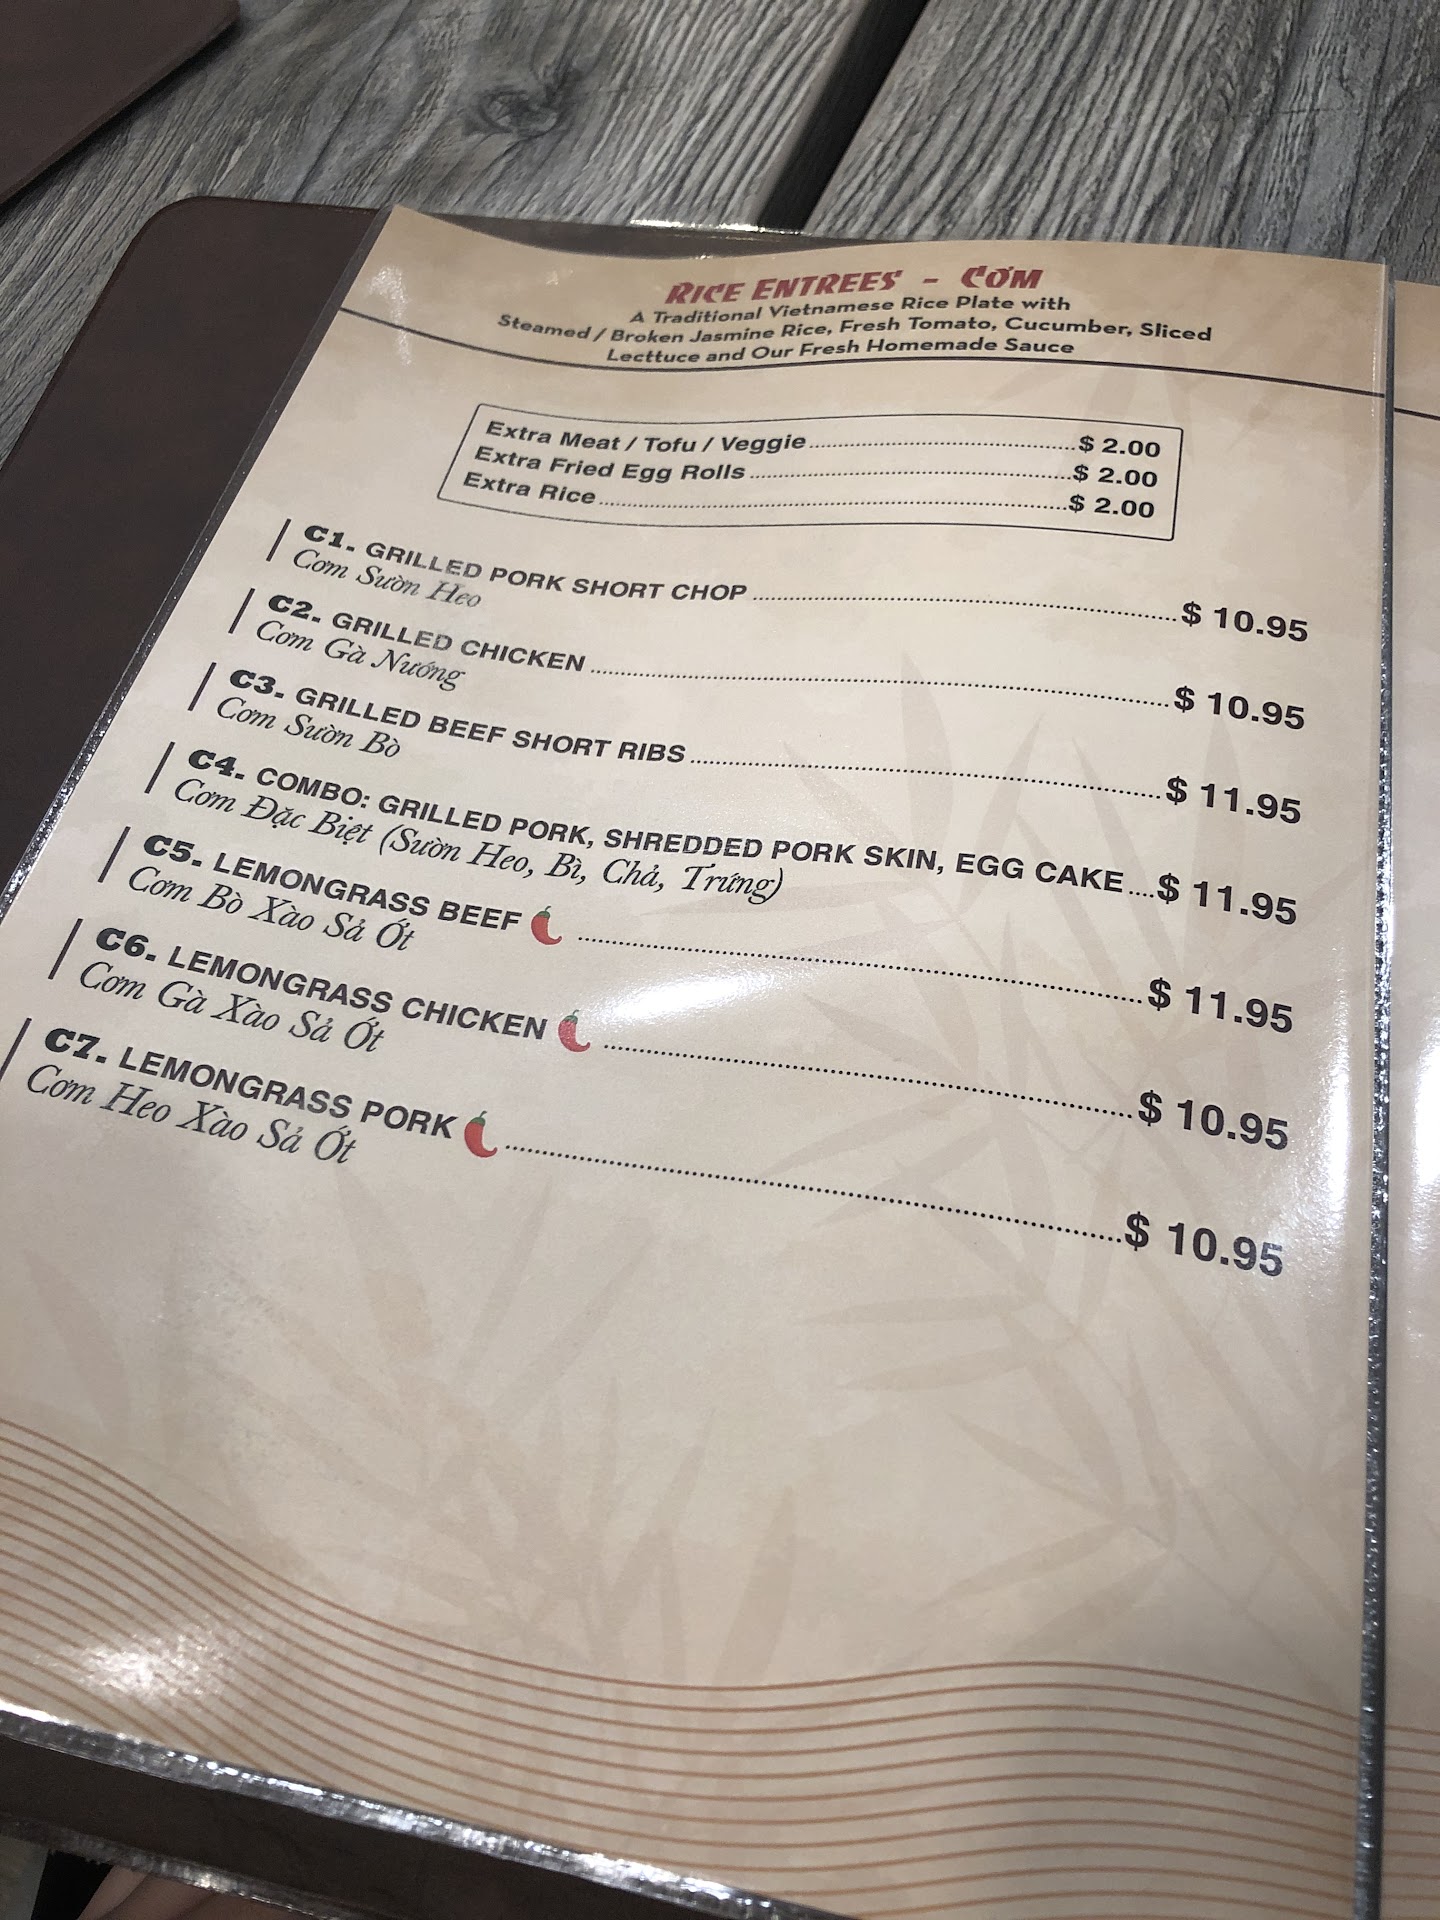 RICE ENTREES - CƠM
A Traditional Vietnamese Rice Plate with
Steamed / Broken Jasmine Rice, Fresh Tomato, Cucumber, Sliced
Lecttuce and Our Fresh Homemade Sauce
Extra Meat / Tofu / Veggie $ 2.00
Extra Fried Egg Rolls $ 2.00
Extra Rice $ 2.00
C1. GRILLED PORK SHORT CHOP $ 10.95
Cơm Sườn Heo
C2. GRILLED CHICKEN $ 10.95
Cơm Gà Nướng
C3. GRILLED BEEF SHORT RIBS $ 11.95
Cơm Sườn Bò
C4. COMBO: GRILLED PORK, SHREDDED PORK SKIN, EGG CAKE $ 11.95
Cơm Đặc Biệt (Sườn Heo, Bì, Chả, Trứng)
C5. LEMONGRASS BEEF $ 11.95
Cơm Bò Xào Sả Ớt
C6. LEMONGRASS CHICKEN $ 10.95
Cơm Gà Xào Sả Ớt
C7. LEMONGRASS PORK $ 10.95
Cơm Heo Xào Sả Ớt